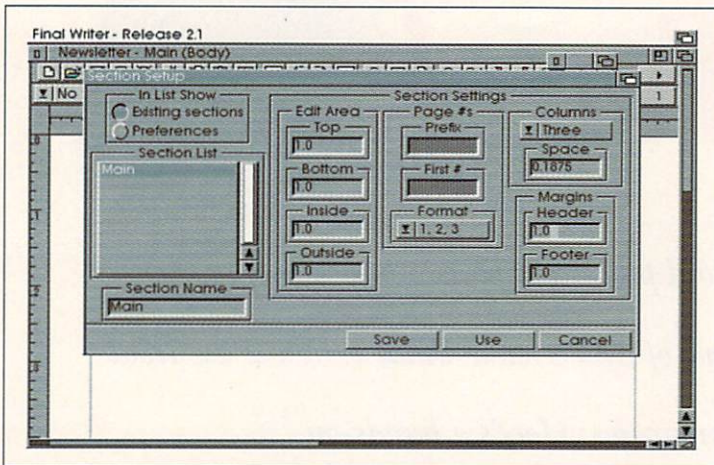 Final Writer - Release 2.1
Newsletter - Main (Body)
Section Setup
No
1
In List Show
Existing sections
Preferences
Section List
Main
Section Name
Main
Section Settings
Edit Area
Top
1.0
Bottom
1.0
Inside
1.0
Outside
1.0
Page #s
Prefix
First #
Format
1, 2, 3
Columns
Three
Space
0.1875
Margins
Header
1.0
Footer
1.0
Save Use Cancel